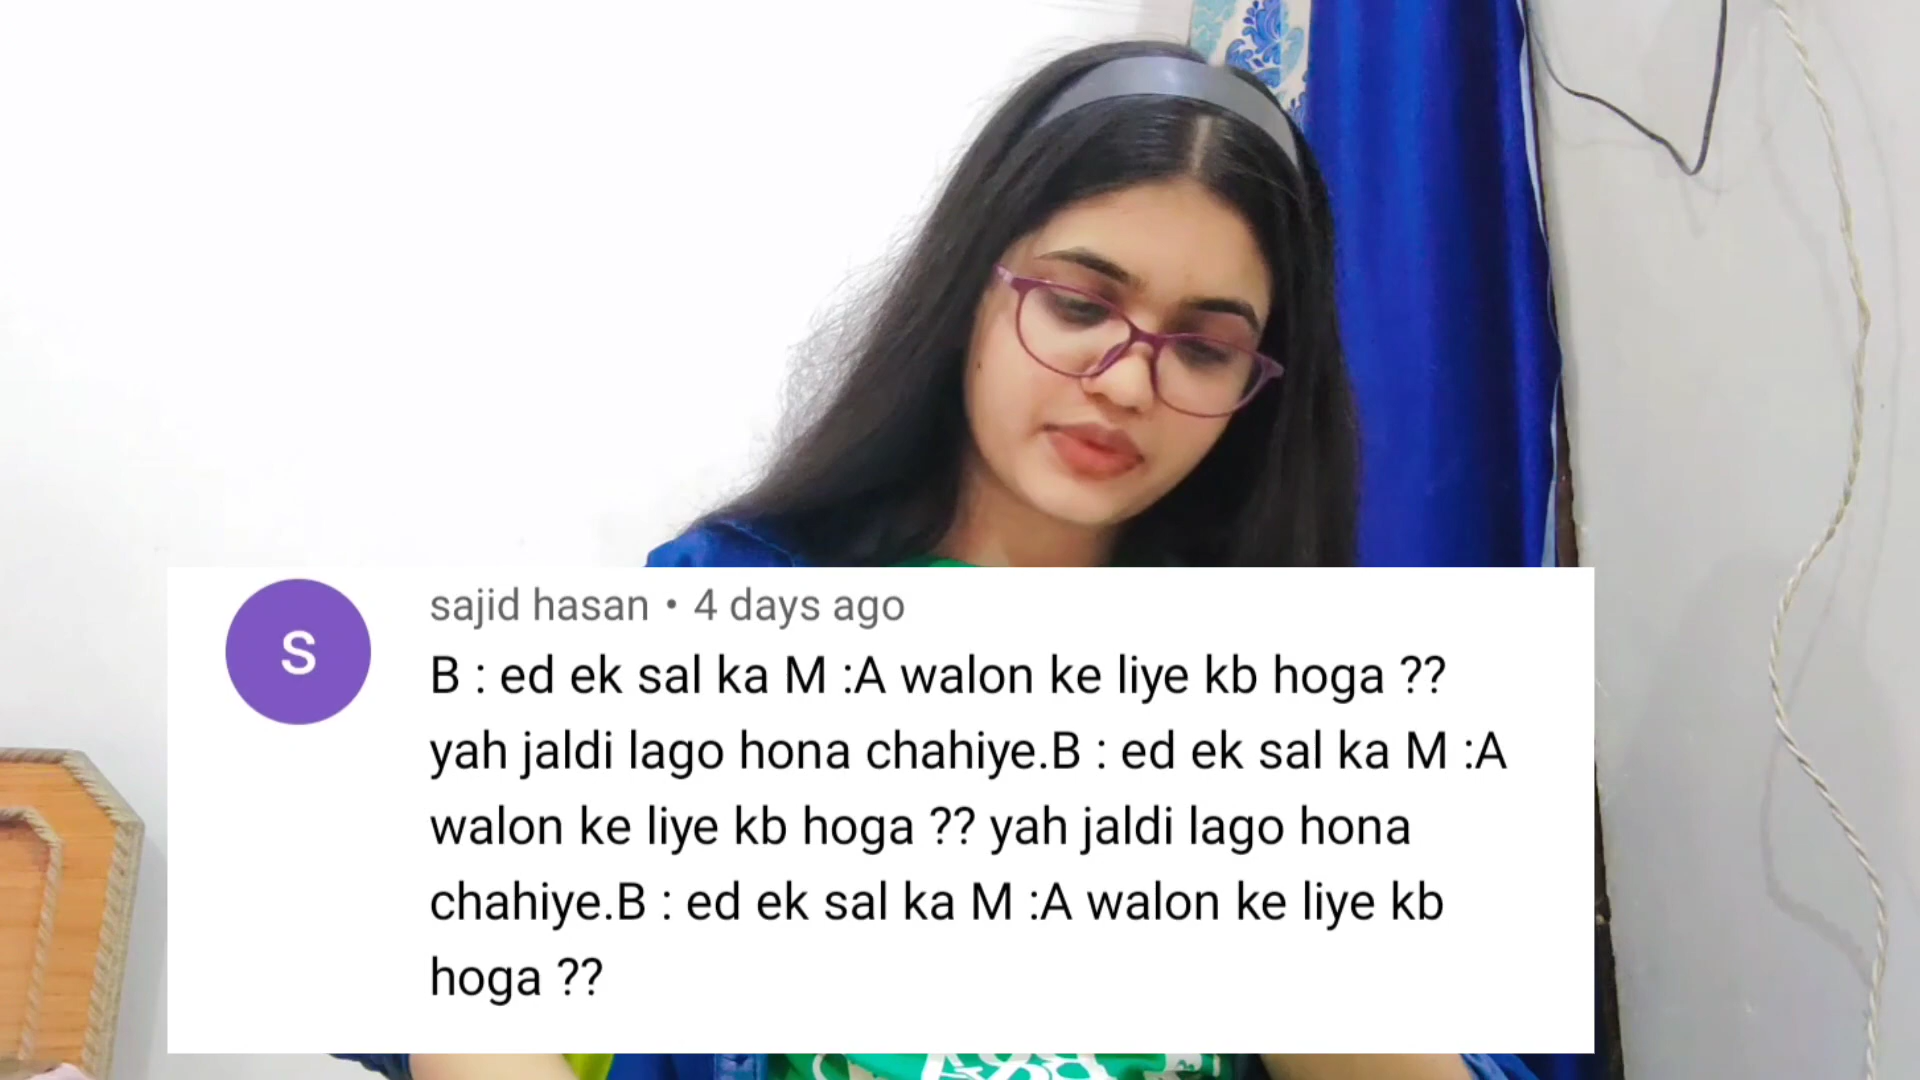 S
sajid hasan • 4 days ago
B : ed ek sal ka M :A walon ke liye kb hoga ??
yah jaldi lago hona chahiye.B : ed ek sal ka M :A
walon ke liye kb hoga ?? yah jaldi lago hona
chahiye.B : ed ek sal ka M :A walon ke liye kb
hoga ??